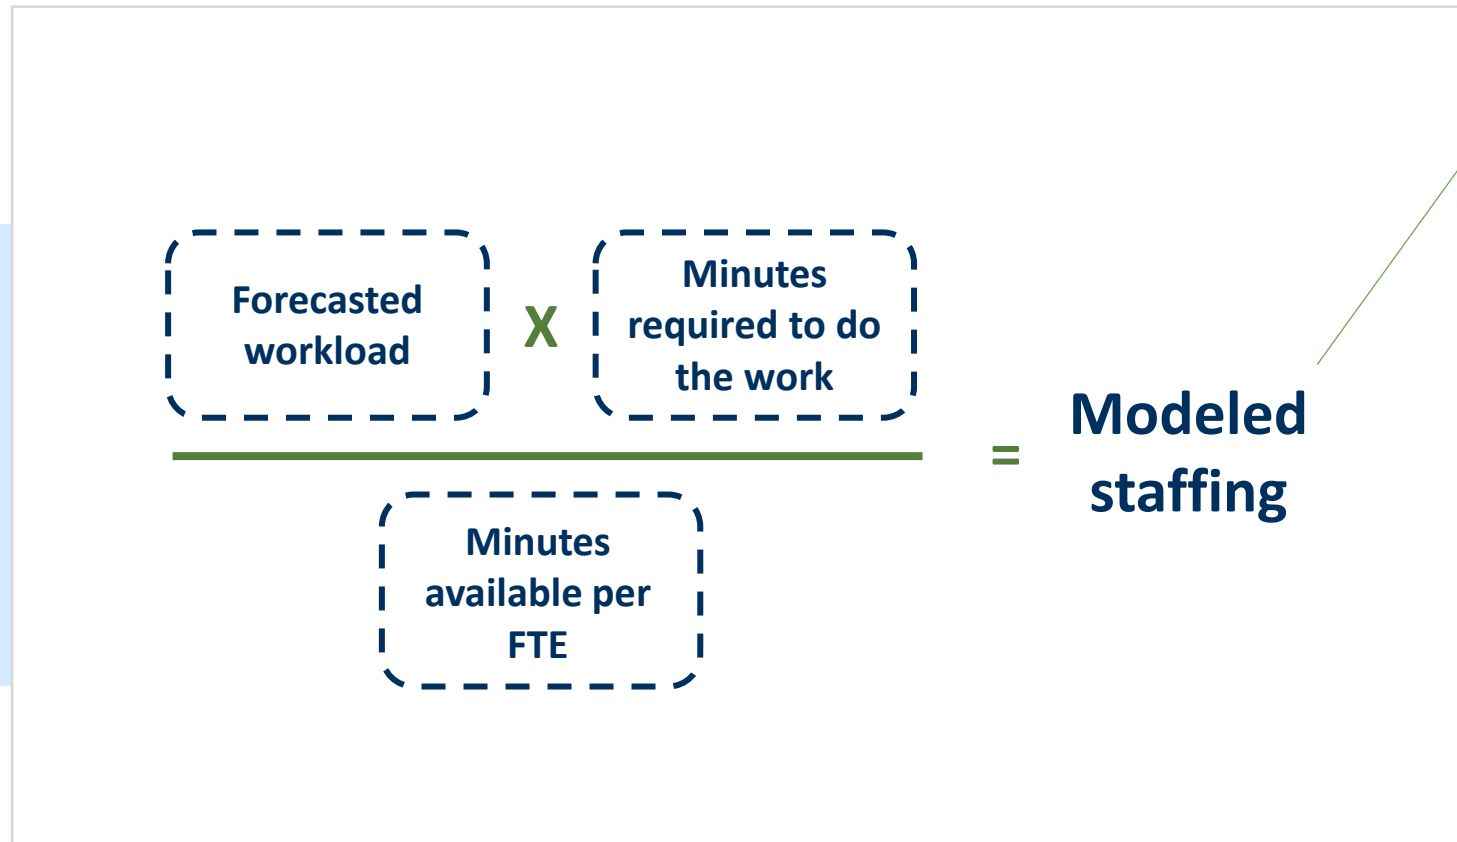 Forecasted
workload
X
Minutes
required to do
the work
Minutes
available per
FTE
=
Modeled
staffing